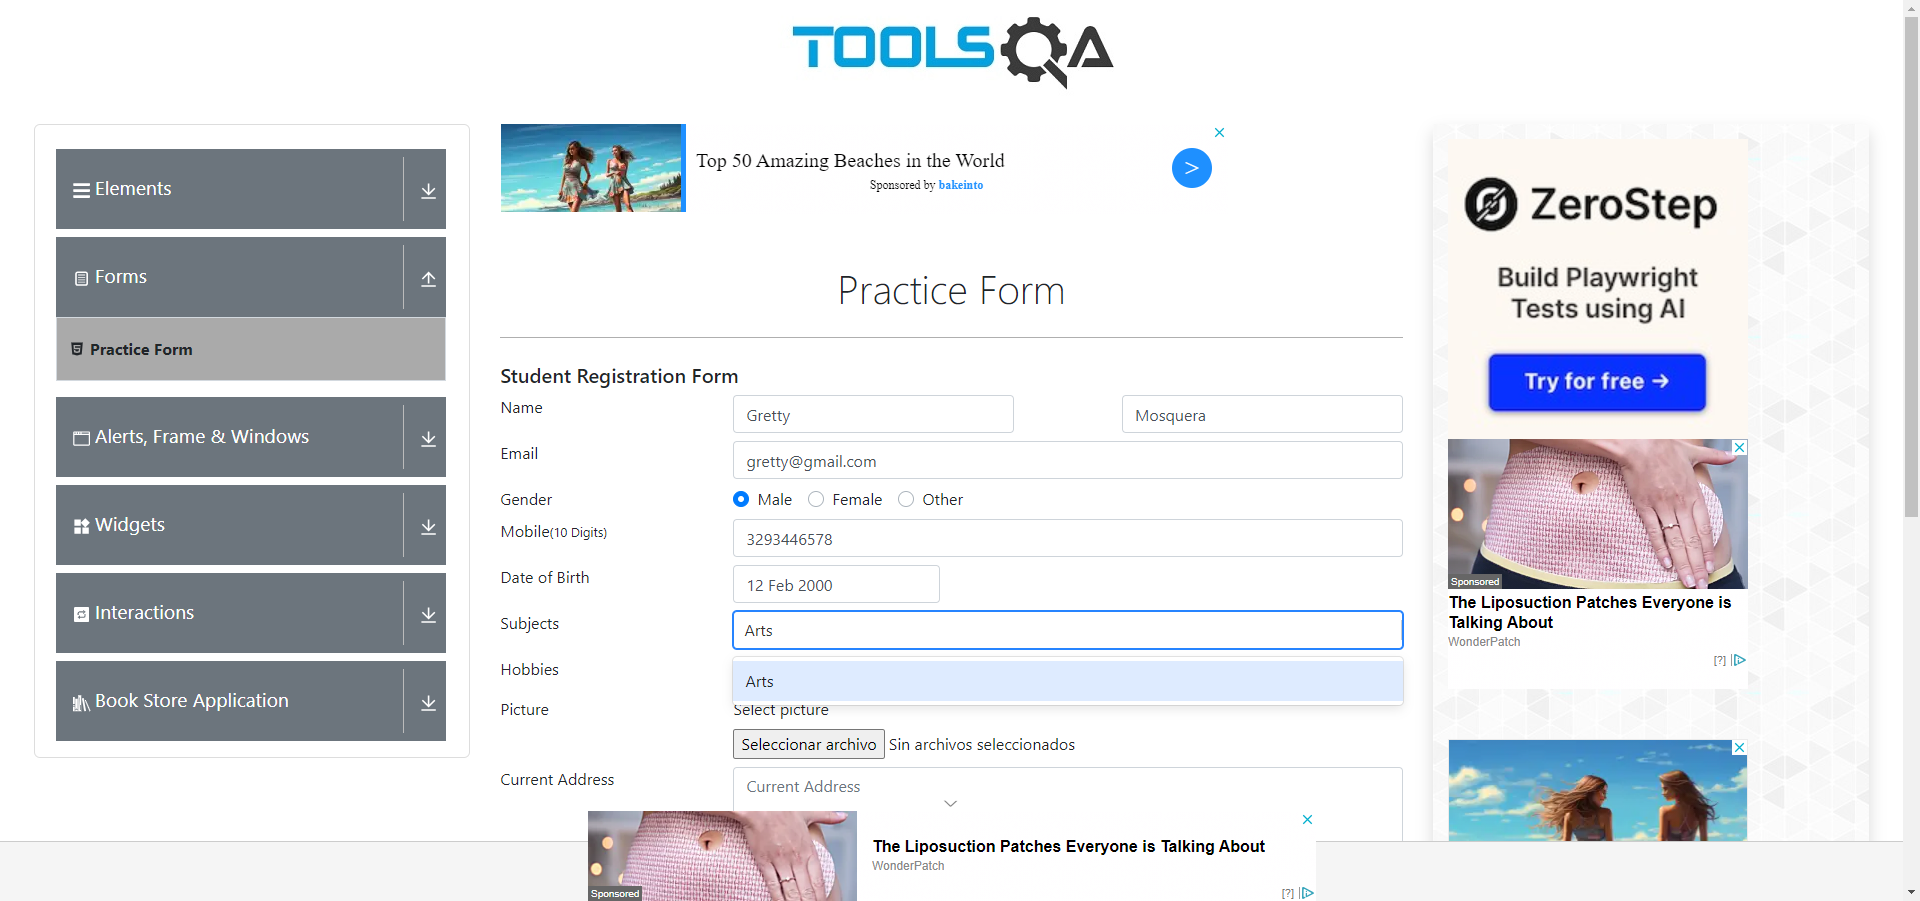 TOOLSQA
Elements
Forms
Practice Form
Alerts, Frame & Windows
Widgets
Interactions
Book Store Application
Top 50 Amazing Beaches in the World
Sponsored by bakeinto
>
Practice Form
Student Registration Form
Name
Gretty
Mosquera
Email
gretty@gmail.com
Gender
Male
Female
Other
Mobile(10 Digits)
3293446578
Date of Birth
12 Feb 2000
Subjects
Arts
Arts
Hobbies
Picture
Select picture
Seleccionar archivo
Sin archivos seleccionados
Current Address
Current Address
Sponsored
The Liposuction Patches Everyone is Talking About
WonderPatch
[?]
ZeroStep
Build Playwright
Tests using AI
Try for free →
Sponsored
The Liposuction Patches Everyone is
Talking About
WonderPatch
[?]